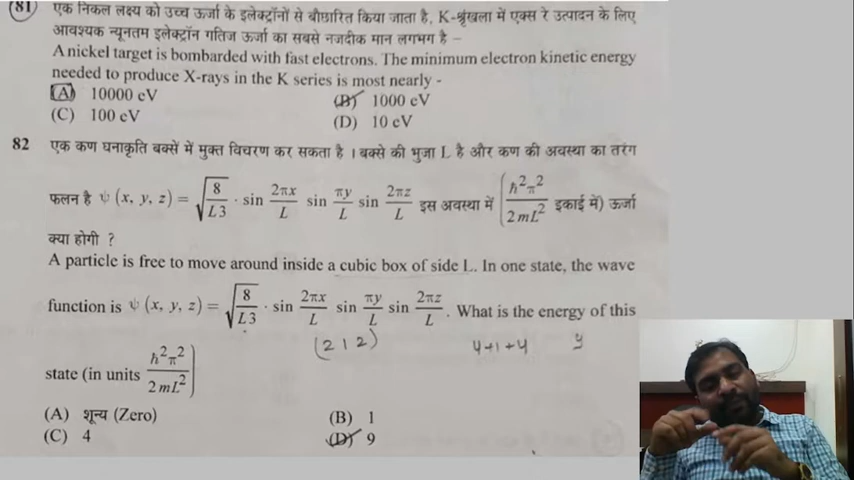 81 एक निकल लक्ष्य को उच्च ऊर्जा के इलेक्ट्रॉनों से बौछारित किया जाता है, K-श्रृंखला में एक्स रे उत्पादन के लिए
आवश्यक न्यूनतम इलेक्ट्रॉन गतिज ऊर्जा का सबसे नजदीक मान लगभग है –
A nickel target is bombarded with fast electrons. The minimum electron kinetic energy
needed to produce X-rays in the K series is most nearly -
(A) 10000 eV (B) 1000 eV
(C) 100 eV (D) 10 eV
82 एक कण घनाकृति बक्से में मुक्त विचरण कर सकता है । बक्से की भुजा L है और कण की अवस्था का तरंग
फलन है ψ (x, y, z) = √(8/L3) · sin 2πx/L sin πy/L sin 2πz/L इस अवस्था में (ℏ²π²/2mL² इकाई में) ऊर्जा
क्या होगी ?
A particle is free to move around inside a cubic box of side L. In one state, the wave
function is ψ (x, y, z) = √(8/L3) · sin 2πx/L sin πy/L sin 2πz/L . What is the energy of this
(2 1 2) 4+1+4 y
state (in units ℏ²π²/2mL²)
(A) शून्य (Zero) (B) 1
(C) 4 (D) 9